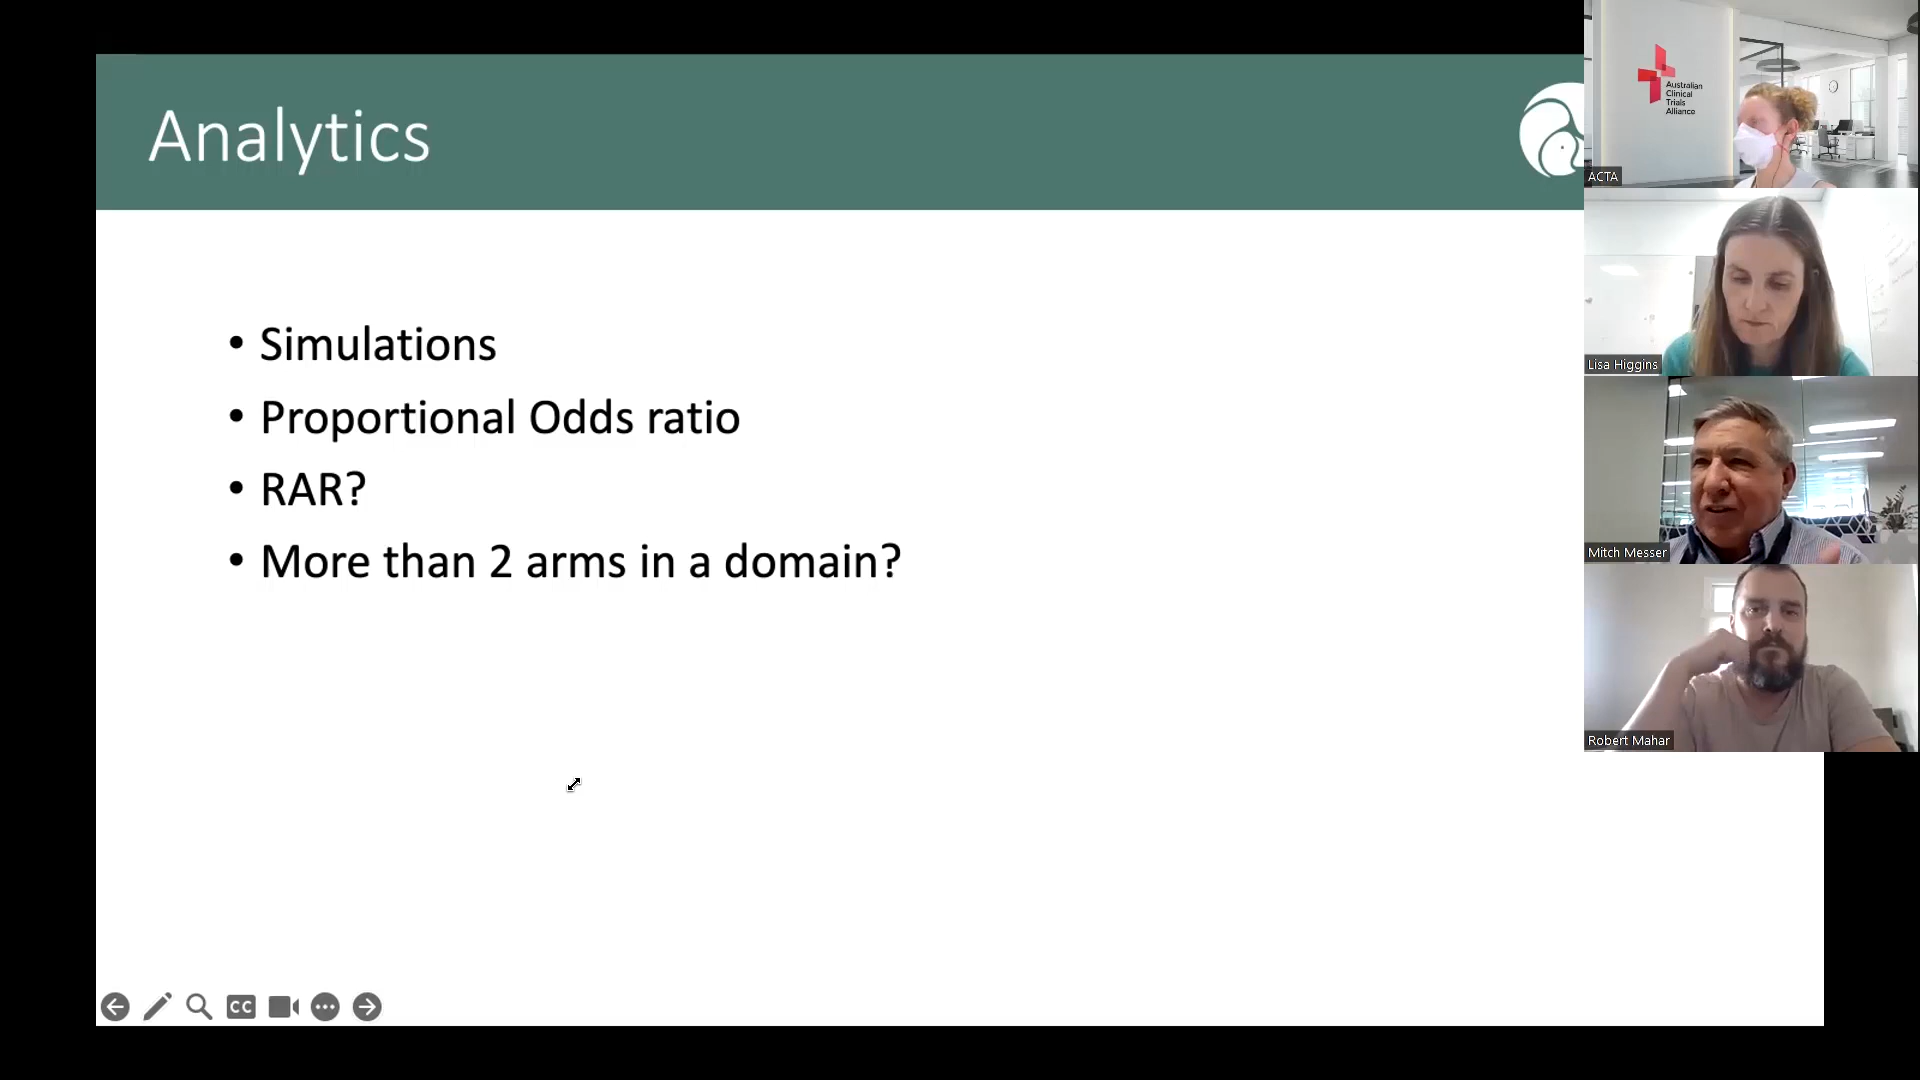 Analytics
• Simulations
• Proportional Odds ratio
• RAR?
• More than 2 arms in a domain?
CC
Australian
Clinical
Trials
Alliance
ACTA
Lisa Higgins
Mitch Messer
Robert Mahar